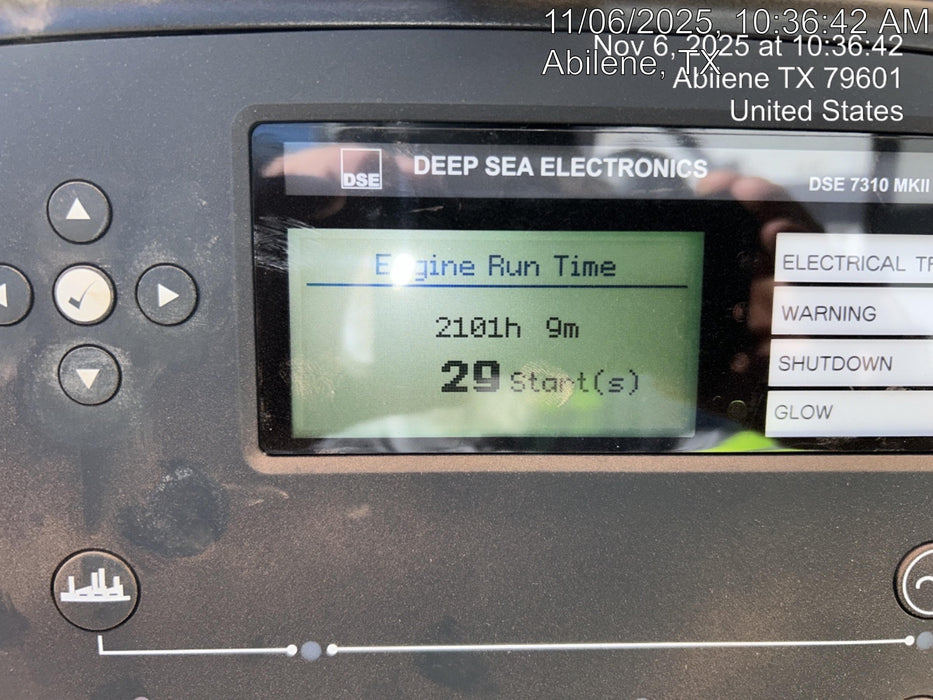 11/06/2025, 10:36:42 AM
Nov 6, 2025 at 10:36:42
Abilene, TX
Abilene TX 79601
United States
DSE
DEEP SEA ELECTRONICS
DSE 7310 MKII
Engine Run Time
2101h 9m
29 Start(s)
ELECTRICAL TR
WARNING
SHUTDOWN
GLOW